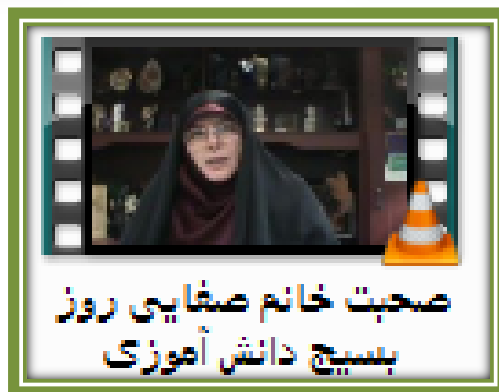 صحبت خانم صفایی روز
بسیج دانش آموزی